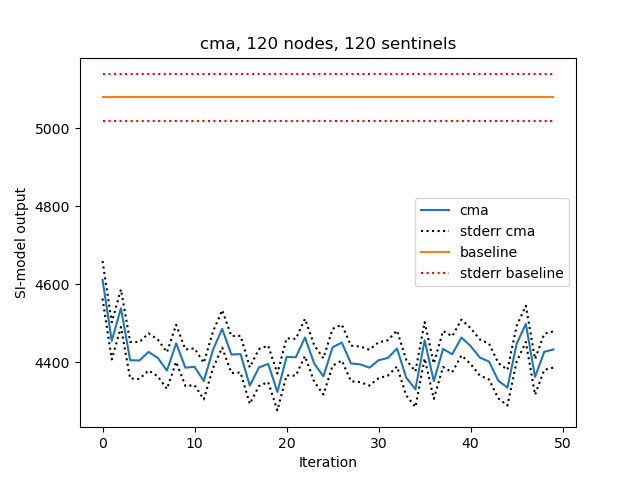 cma, 120 nodes, 120 sentinels
SI-model output
5000
4800
4600
4400
cma
stderr cma
baseline
stderr baseline
0
10
20
30
40
50
Iteration